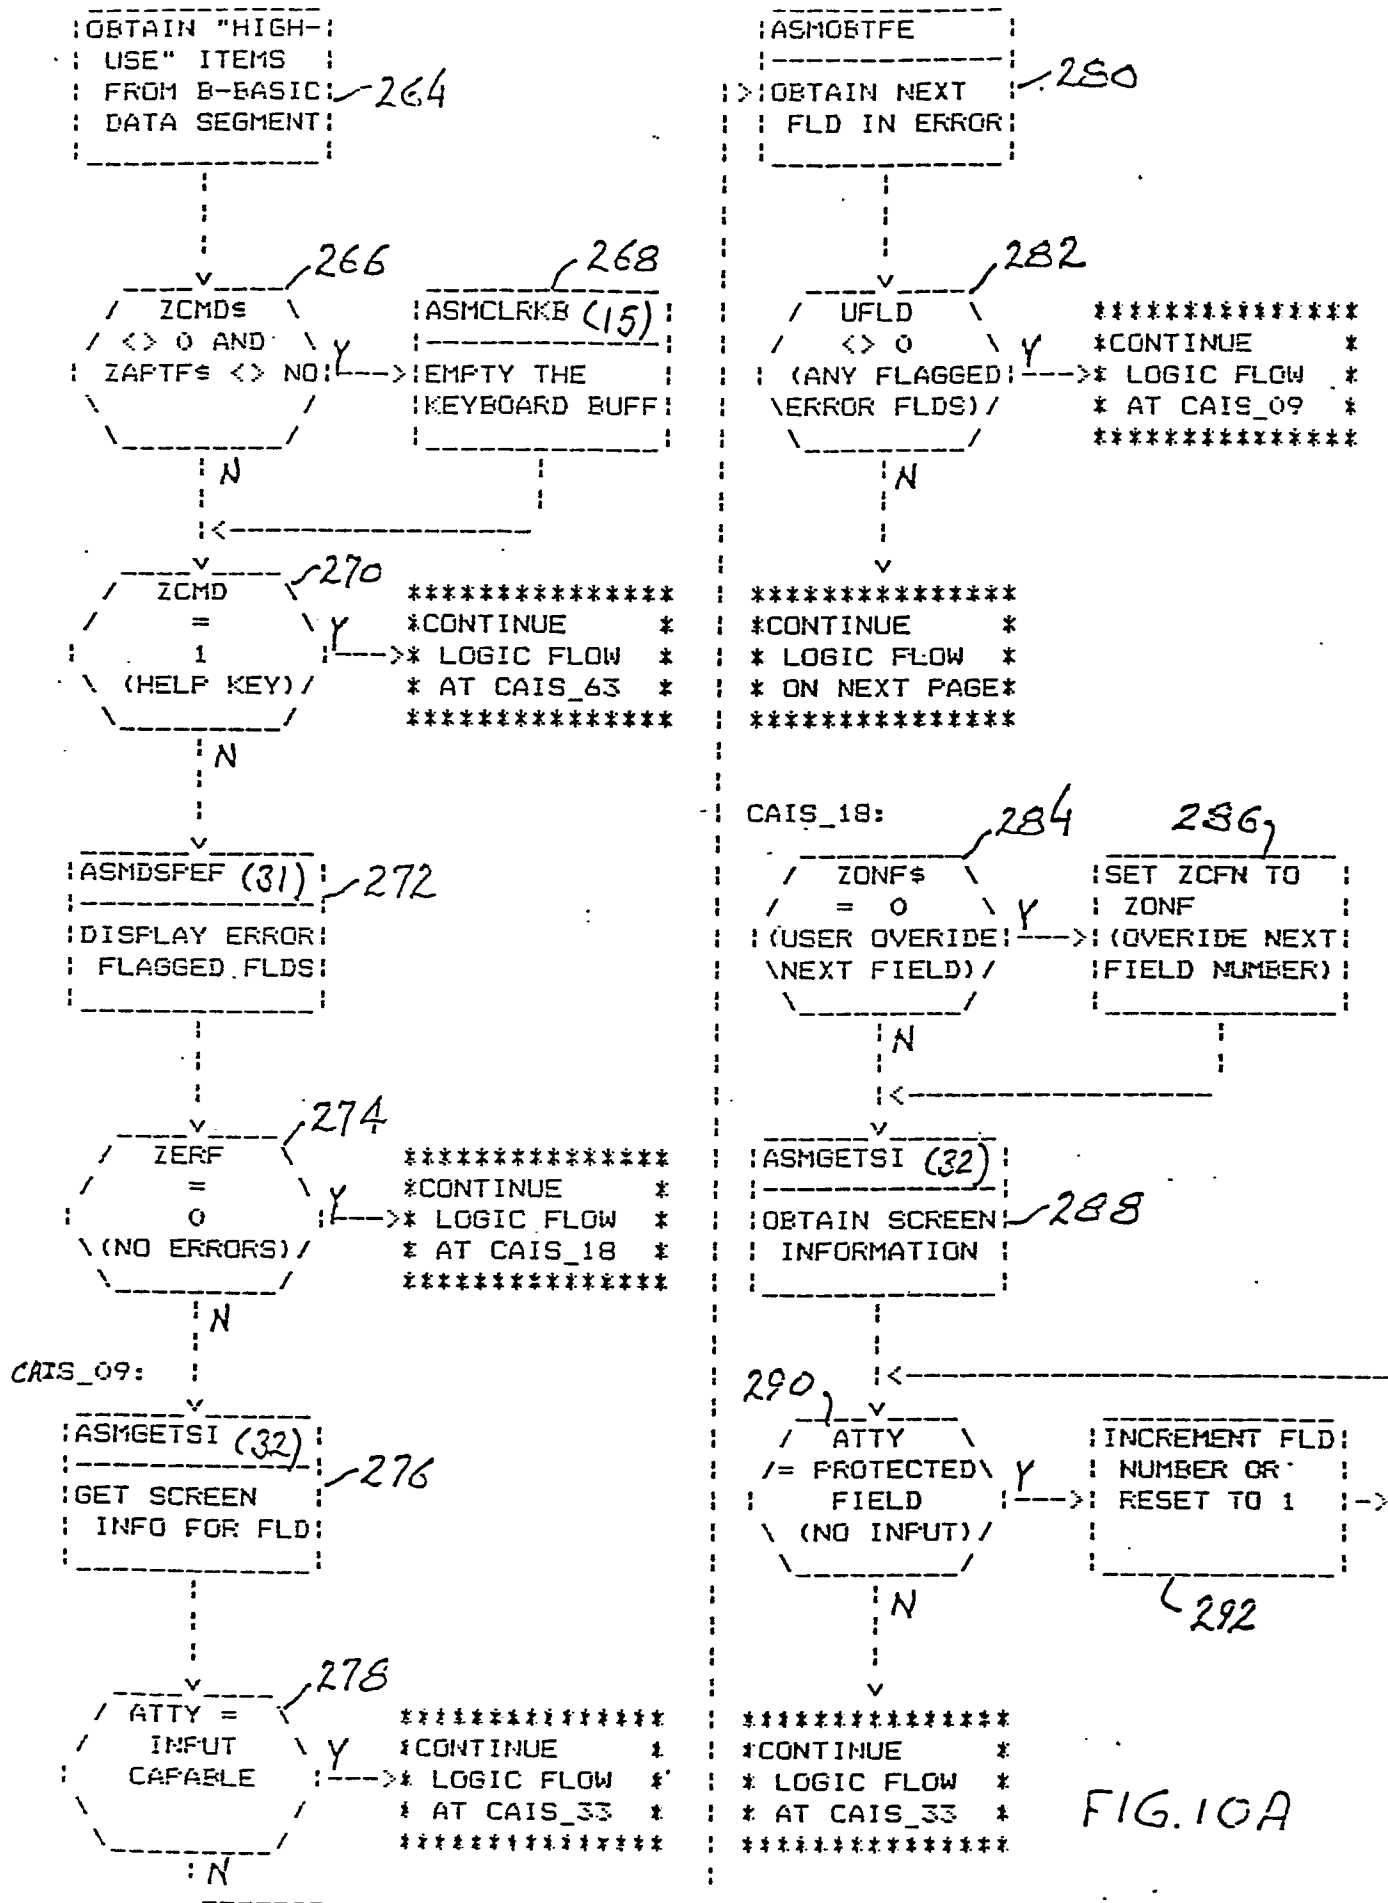 OBTAIN "HIGH-
USE" ITEMS
FROM B-BASIC
DATA SEGMENT
264
266
ZCMD$
<> 0 AND
ZAPTF$ <> NO
Y
N
268
ASMCLRKB (15)
EMPTY THE
KEYBOARD BUFF
270
ZCMD
=
1
(HELP KEY)
Y
N
*CONTINUE *
* LOGIC FLOW *
* AT CAIS_63 *
ASMDSPEF (31)
272
DISPLAY ERROR
FLAGGED FLDS
274
ZERF
=
0
(NO ERRORS)
Y
N
*CONTINUE *
* LOGIC FLOW *
* AT CAIS_18 *
CAIS_09:
ASMGETSI (32)
276
GET SCREEN
INFO FOR FLD
278
ATTY =
INPUT
CAPABLE
Y
N
*CONTINUE *
* LOGIC FLOW *
* AT CAIS_33 *
ASMOBTFE
280
OBTAIN NEXT
FLD IN ERROR
282
UFLD
<> 0
(ANY FLAGGED
ERROR FLDS)
Y
N
*CONTINUE *
* LOGIC FLOW *
* AT CAIS_09 *
*CONTINUE *
* LOGIC FLOW *
* ON NEXT PAGE*
CAIS_18:
284
ZONF$
= 0
(USER OVERIDE
NEXT FIELD)
Y
N
286
SET ZCFN TO
ZONF
(OVERIDE NEXT
FIELD NUMBER)
ASMGETSI (32)
OBTAIN SCREEN
INFORMATION
288
290
ATTY
= PROTECTED
FIELD
(NO INPUT)
Y
N
INCREMENT FLD
NUMBER OR
RESET TO 1
292
*CONTINUE *
* LOGIC FLOW *
* AT CAIS_33 *
FIG.10A